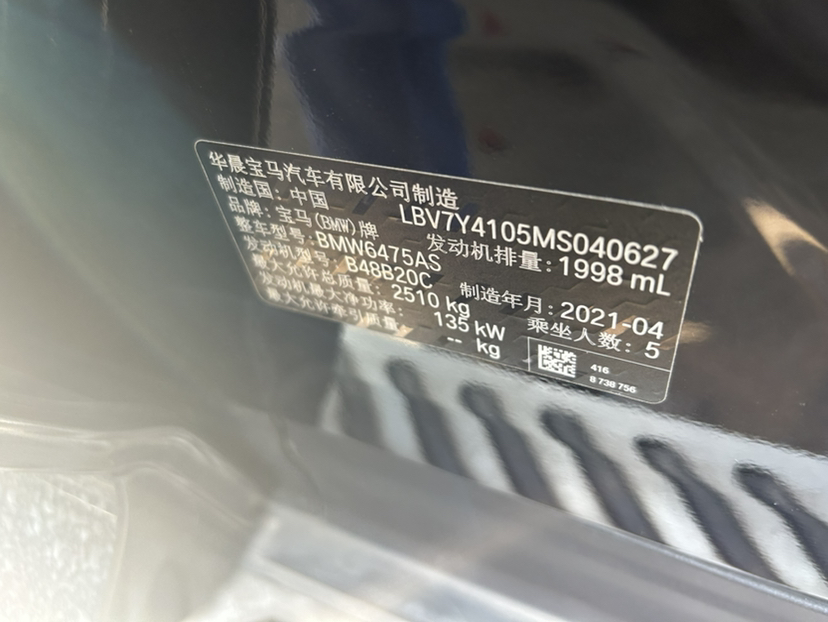 华晨宝马汽车有限公司制造
制造国: 中国 LBV7Y4105MS040627
品牌: 宝马(BMW)牌 发动机排量: 1998 mL
整车型号: BMW6475AS
发动机型号: B48B20C 制造年月: 2021-04
最大允许总质量: 2510 kg 乘坐人数: 5
发动机最大净功率: 135 kW
最大允许牵引质量: -- kg
416
8 738 756